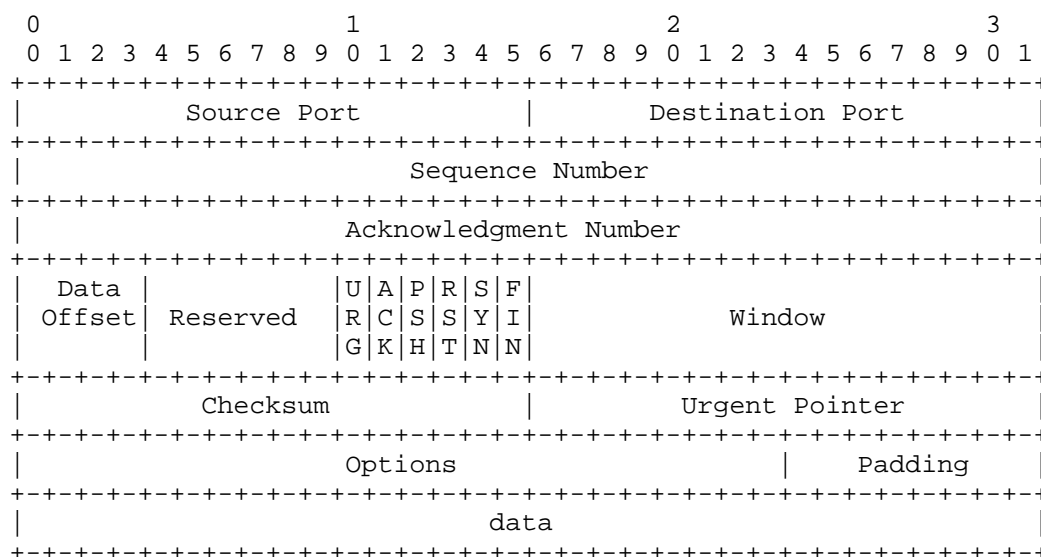 0                   1                   2                   3
0 1 2 3 4 5 6 7 8 9 0 1 2 3 4 5 6 7 8 9 0 1 2 3 4 5 6 7 8 9 0 1
+-+-+-+-+-+-+-+-+-+-+-+-+-+-+-+-+-+-+-+-+-+-+-+-+-+-+-+-+-+-+-+-+
|          Source Port          |       Destination Port        |
+-+-+-+-+-+-+-+-+-+-+-+-+-+-+-+-+-+-+-+-+-+-+-+-+-+-+-+-+-+-+-+-+
|                        Sequence Number                        |
+-+-+-+-+-+-+-+-+-+-+-+-+-+-+-+-+-+-+-+-+-+-+-+-+-+-+-+-+-+-+-+-+
|                    Acknowledgment Number                      |
+-+-+-+-+-+-+-+-+-+-+-+-+-+-+-+-+-+-+-+-+-+-+-+-+-+-+-+-+-+-+-+-+
|  Data |           |U|A|P|R|S|F|                               |
| Offset| Reserved  |R|C|S|S|Y|I|            Window             |
|       |           |G|K|H|T|N|N|                               |
+-+-+-+-+-+-+-+-+-+-+-+-+-+-+-+-+-+-+-+-+-+-+-+-+-+-+-+-+-+-+-+-+
|           Checksum            |         Urgent Pointer        |
+-+-+-+-+-+-+-+-+-+-+-+-+-+-+-+-+-+-+-+-+-+-+-+-+-+-+-+-+-+-+-+-+
|                    Options                    |    Padding    |
+-+-+-+-+-+-+-+-+-+-+-+-+-+-+-+-+-+-+-+-+-+-+-+-+-+-+-+-+-+-+-+-+
|                             data                              |
+-+-+-+-+-+-+-+-+-+-+-+-+-+-+-+-+-+-+-+-+-+-+-+-+-+-+-+-+-+-+-+-+